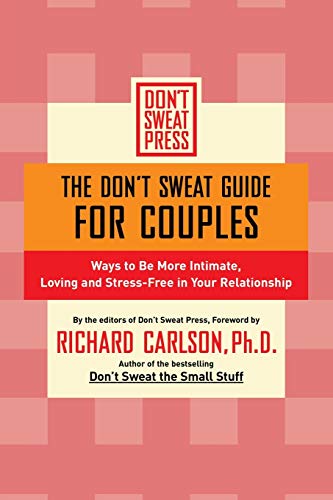 DON'T
SWEAT
PRESS
THE DON'T SWEAT GUIDE
FOR COUPLES
Ways to Be More Intimate,
Loving and Stress-Free in Your Relationship
By the editors of Don't Sweat Press, Foreword by
RICHARD CARLSON, Ph.D.
Author of the bestselling
Don't Sweat the Small Stuff